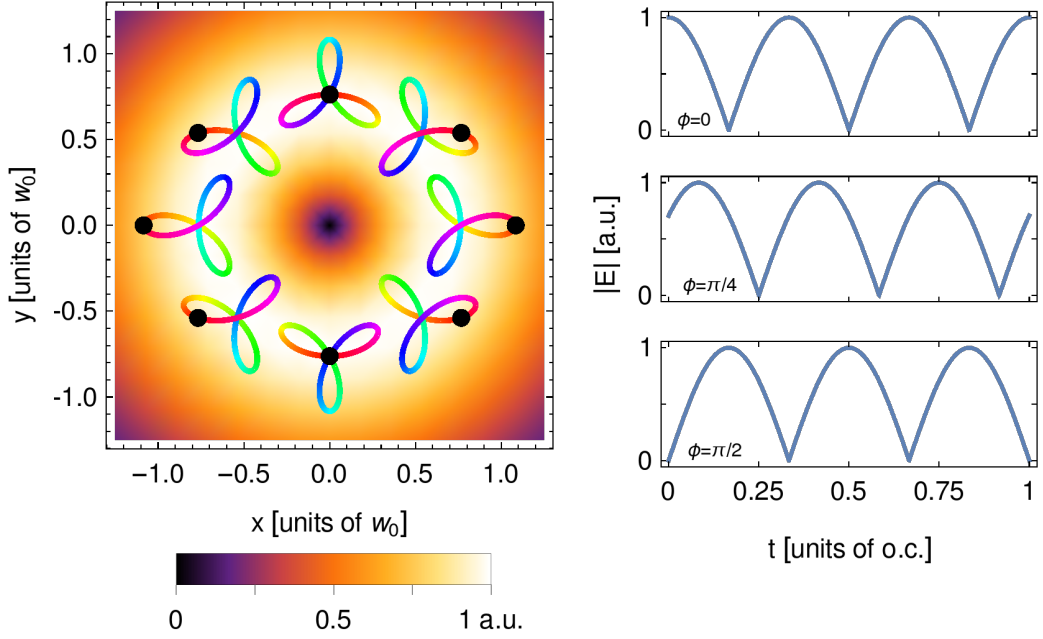 1.0
0.5
0.0
-0.5
-1.0
y [units of w0]
−1.0 −0.5 0.0 0.5 1.0
x [units of w0]
0 0.5 1 a.u.
|E| [a.u.]
1
0
ϕ=0
1
0
ϕ=π/4
1
0
ϕ=π/2
0 0.25 0.5 0.75 1
t [units of o.c.]